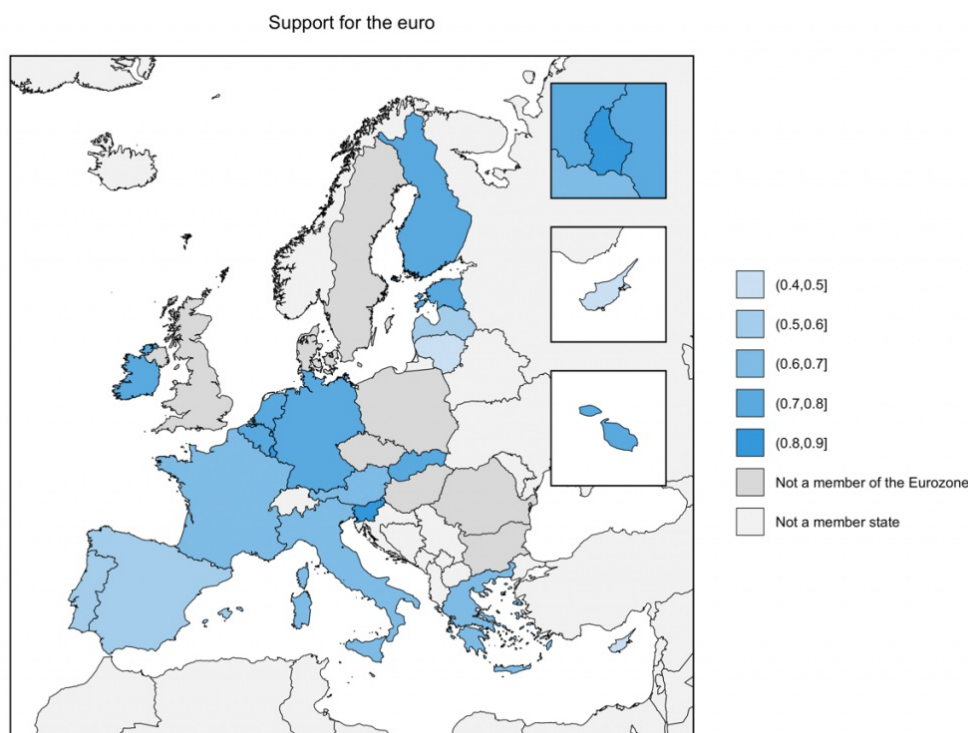 Support for the euro
(0.4,0.5]
(0.5,0.6]
(0.6,0.7]
(0.7,0.8]
(0.8,0.9]
Not a member of the Eurozone
Not a member state